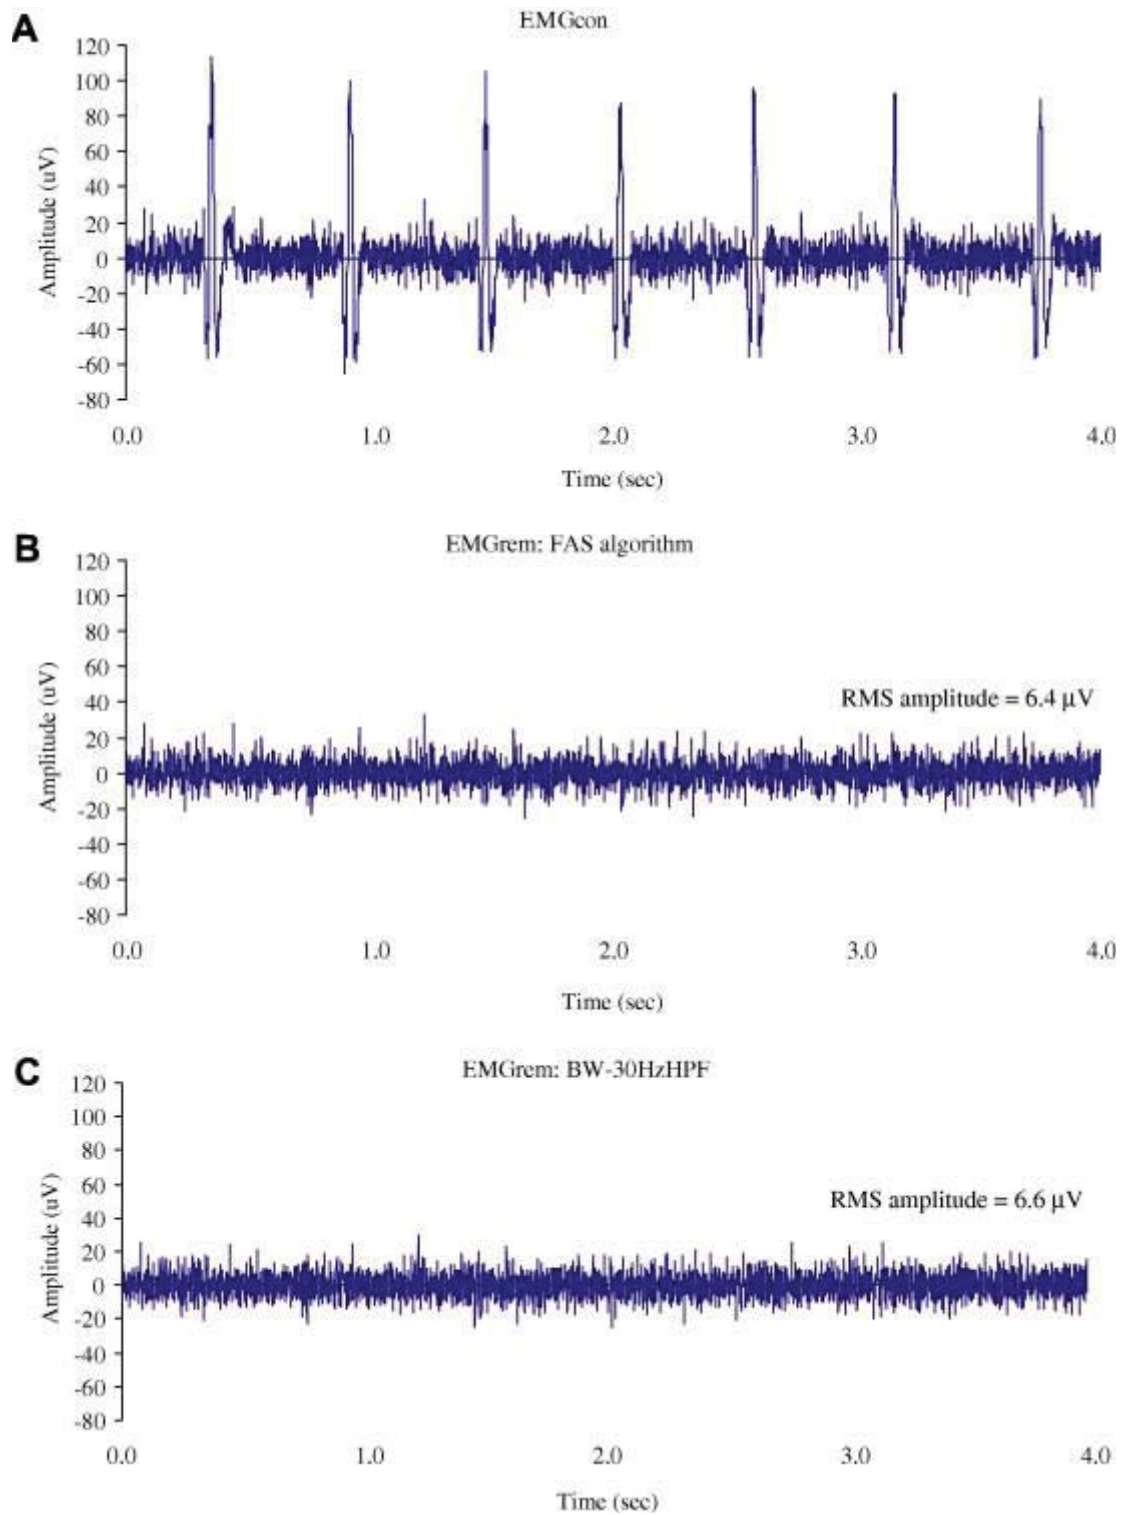 A
EMGcon
120
100
80
60
40
20
0
-20
-40
-60
-80
Amplitude (uV)
0.0 1.0 2.0 3.0 4.0
Time (sec)
B
EMGrem: FAS algorithm
120
100
80
60
40
20
0
-20
-40
-60
-80
Amplitude (uV)
RMS amplitude = 6.4 µV
0.0 1.0 2.0 3.0 4.0
Time (sec)
C
EMGrem: BW-30HzHPF
120
100
80
60
40
20
0
-20
-40
-60
-80
Amplitude (uV)
RMS amplitude = 6.6 µV
0.0 1.0 2.0 3.0 4.0
Time (sec)